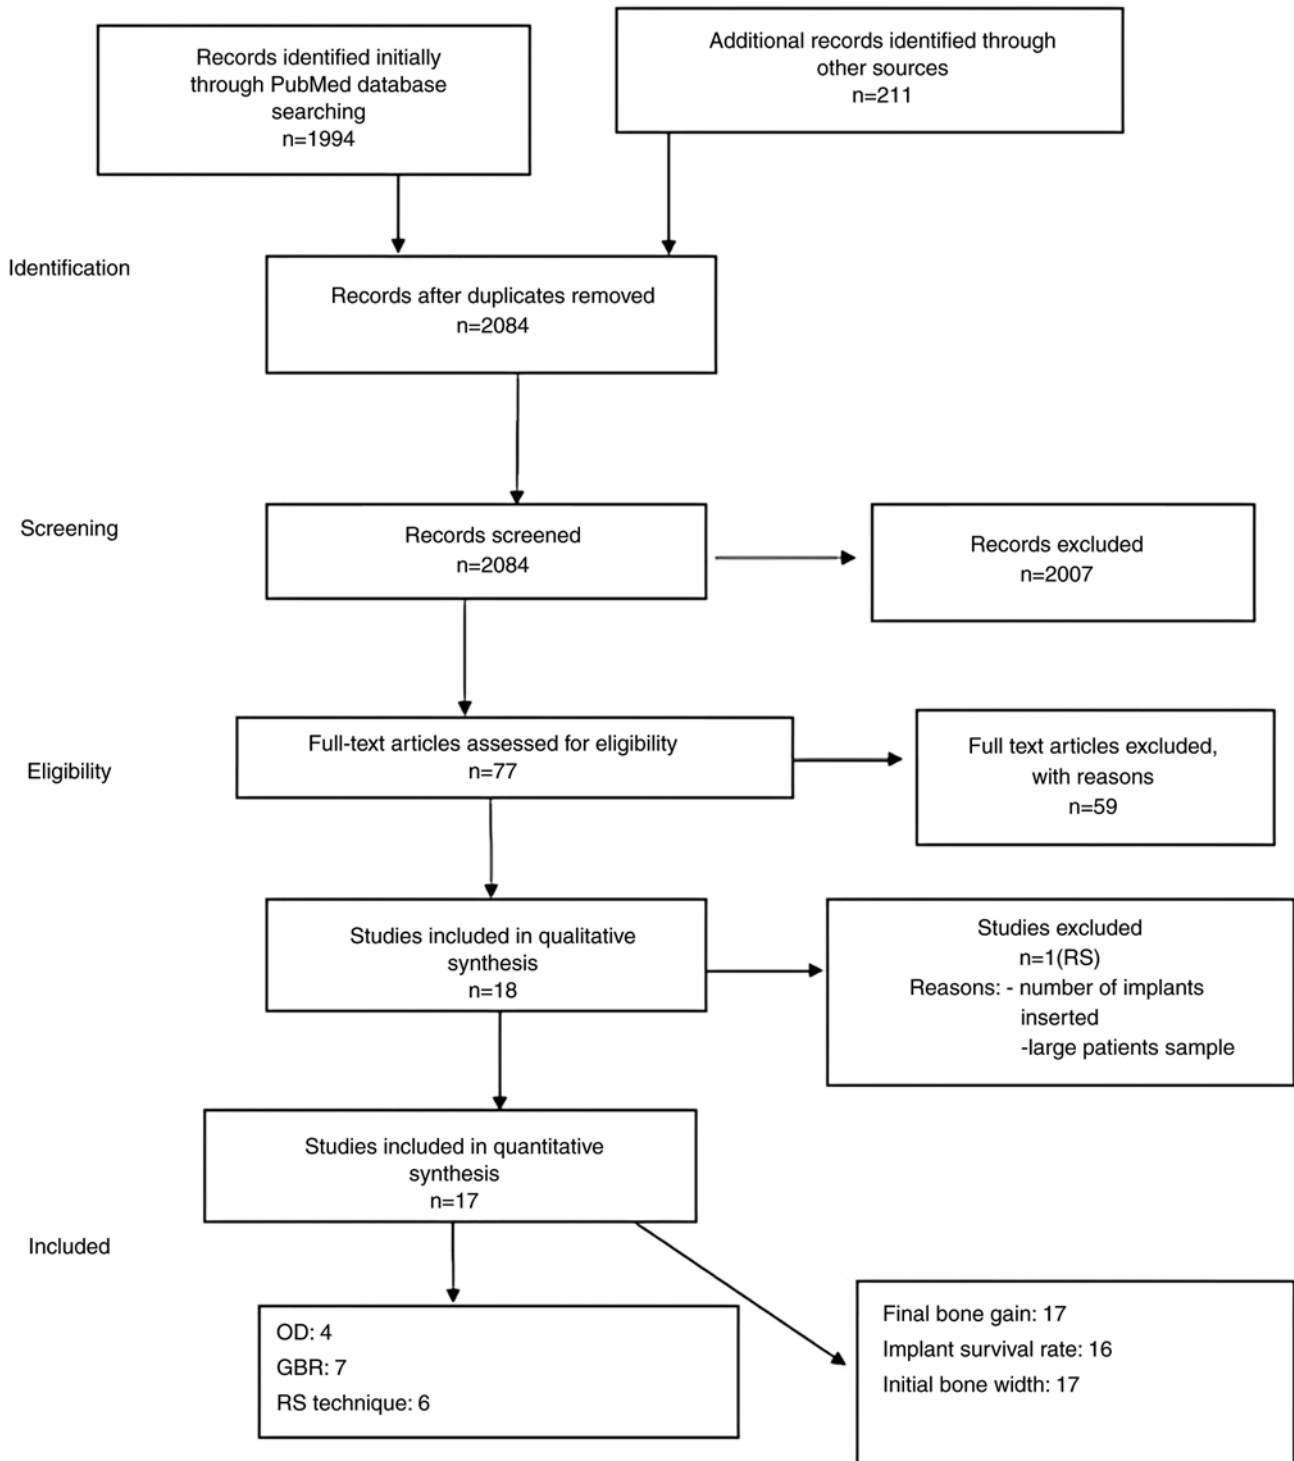 Records identified initially
through PubMed database
searching
n=1994
Additional records identified through
other sources
n=211
Identification
Records after duplicates removed
n=2084
Screening
Records screened
n=2084
Records excluded
n=2007
Eligibility
Full-text articles assessed for eligibility
n=77
Full text articles excluded,
with reasons
n=59
Studies included in qualitative
synthesis
n=18
Studies excluded
n=1(RS)
Reasons: - number of implants
inserted
-large patients sample
Studies included in quantitative
synthesis
n=17
Included
OD: 4
GBR: 7
RS technique: 6
Final bone gain: 17
Implant survival rate: 16
Initial bone width: 17